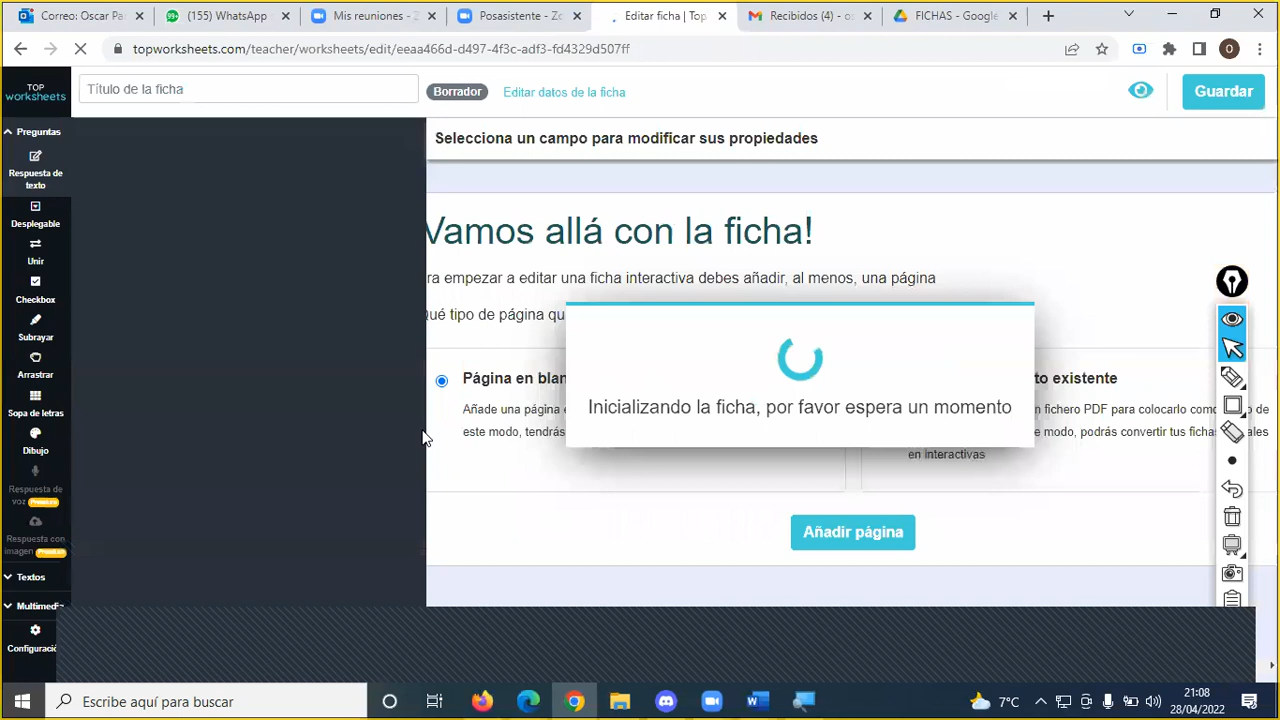 Correo: Oscar Pa
(155) WhatsApp
Mis reuniones - Z
Posasistente - Zo
Editar ficha | Top
Recibidos (4) - o
FICHAS - Google
topworksheets.com/teacher/worksheets/edit/eeaa466d-d497-4f3c-adf3-fd4329d507ff
O
TOP
worksheets
Título de la ficha
Borrador
Editar datos de la ficha
Guardar
Preguntas
Selecciona un campo para modificar sus propiedades
Respuesta de
texto
Desplegable
Unir
Checkbox
Subrayar
Arrastrar
Sopa de letras
Dibujo
Respuesta de
voz Premium
Respuesta con
imagen Premium
Textos
Multimed
Configuració
Vamos allá con la ficha!
ra empezar a editar una ficha interactiva debes añadir, al menos, una página
ué tipo de página qu
Página en blan
Añade una página
este modo, tendrás
to existente
n fichero PDF para colocarlo com
de
e modo, podrás convertir tus fichas
ales
en interactivas
Inicializando la ficha, por favor espera un momento
Añadir página
Escribe aquí para buscar
7°C
21:08
28/04/2022